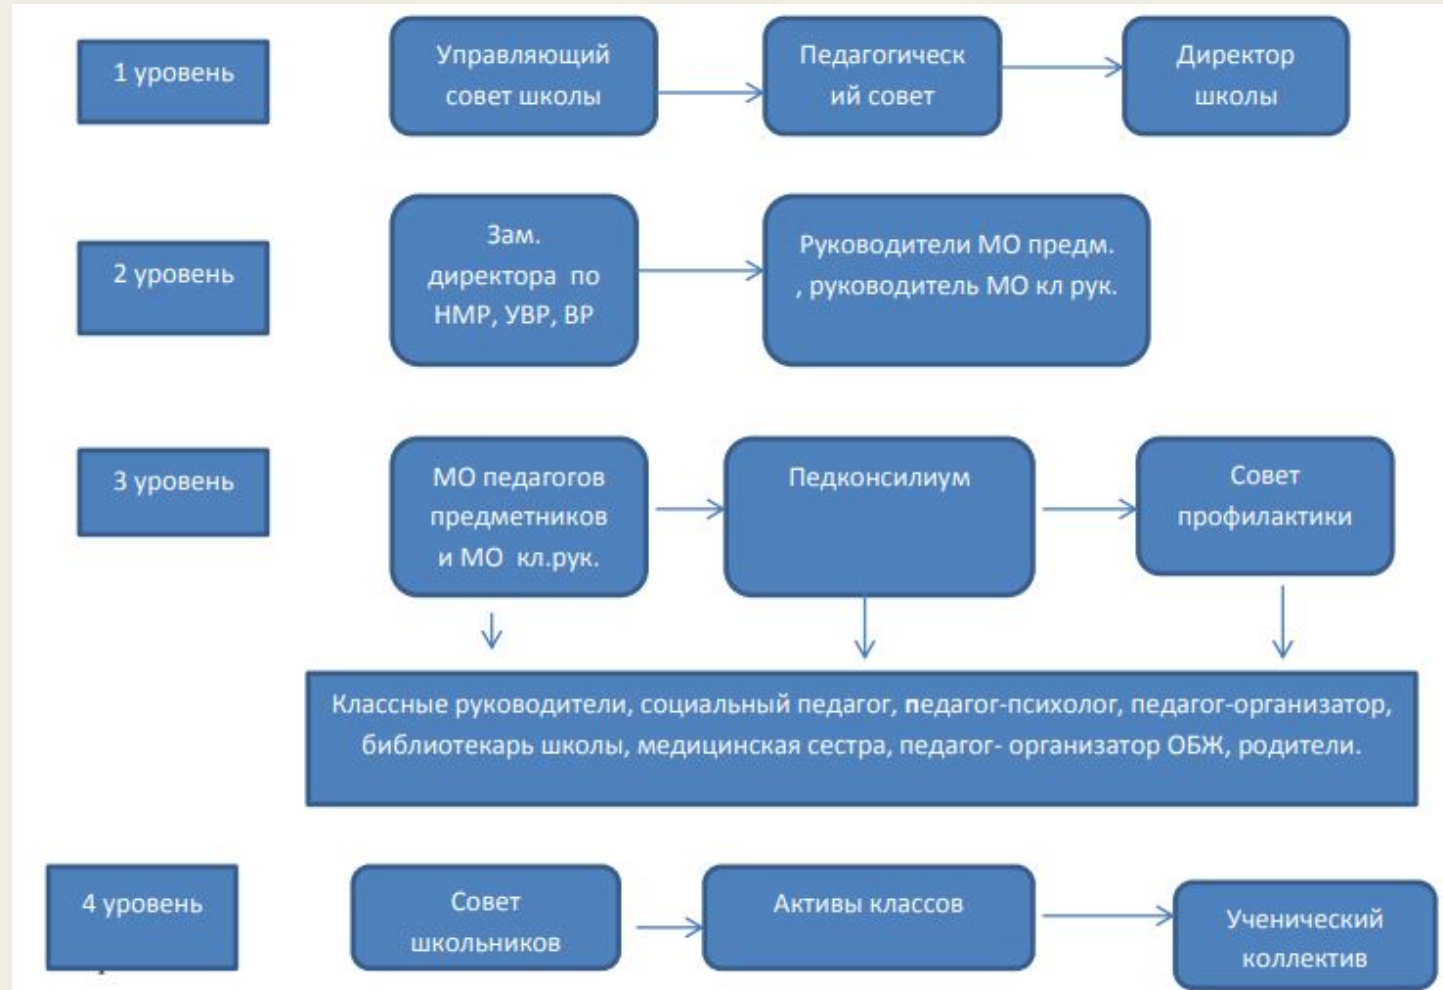 1 уровень
Управляющий
совет школы
Педагогическ
ий совет
Директор
школы
2 уровень
Зам.
директора по
НМР, УВР, ВР
Руководители МО предм.
, руководитель МО кл рук.
3 уровень
МО педагогов
предметников
и МО кл.рук.
Педконсилиум
Совет
профилактики
Классные руководители, социальный педагог, педагог-психолог, педагог-организатор,
библиотекарь школы, медицинская сестра, педагог- организатор ОБЖ, родители.
4 уровень
Совет
школьников
Активы классов
Ученический
коллектив